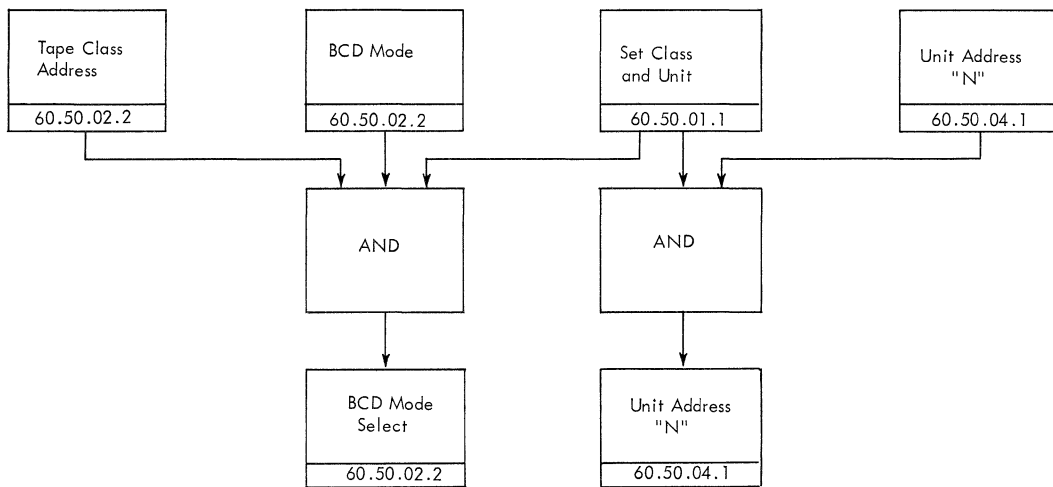 Tape Class
Address
60.50.02.2
BCD Mode
60.50.02.2
Set Class
and Unit
60.50.01.1
Unit Address
"N"
60.50.04.1
AND
AND
BCD Mode
Select
60.50.02.2
Unit Address
"N"
60.50.04.1